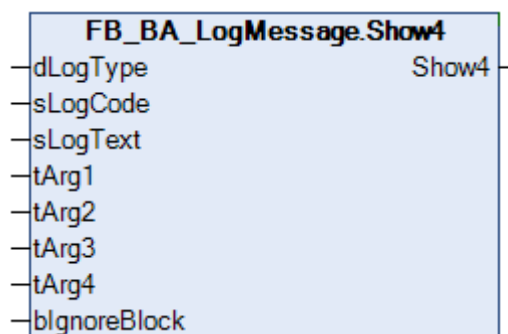 FB_BA_LogMessage.Show4
dLogType Show4
sLogCode
sLogText
tArg1
tArg2
tArg3
tArg4
bIgnoreBlock